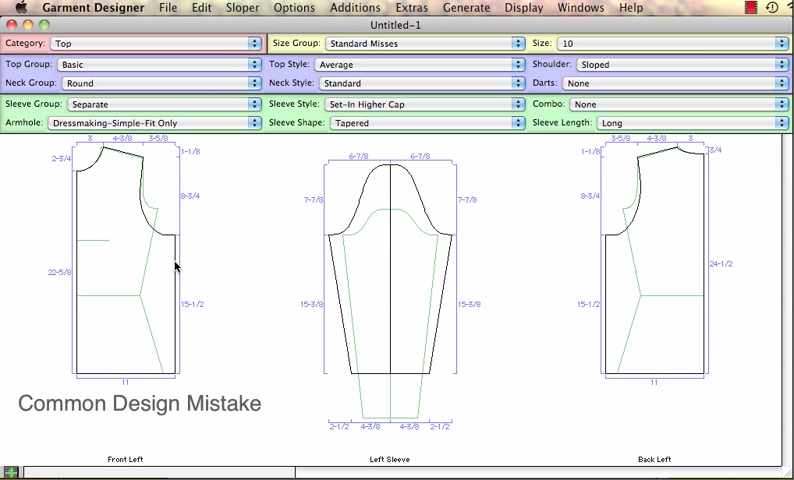 Garment Designer File Edit Sloper Options Additions Extras Generate Display Windows Help
Untitled-1
Category: Top Size Group: Standard Misses Size: 10
Top Group: Basic Top Style: Average Shoulder: Sloped
Neck Group: Round Neck Style: Standard Darts: None
Sleeve Group: Separate Sleeve Style: Set-In Higher Cap Combo: None
Armhole: Dressmaking-Simple-Fit Only Sleeve Shape: Tapered Sleeve Length: Long
3 4-3/8 3-5/8 3-5/8 4-3/8 3
2-3/4 1-1/8 6-7/8 6-7/8 1-1/8 3/4
7-7/8 8-3/4 7-7/8 7-7/8 8-3/4
22-5/8 24-1/2
15-1/2 15-3/8 15-3/8 15-1/2
11 11
Common Design Mistake
2-1/2 4-3/8 4-3/8 2-1/2
Front Left Left Sleeve Back Left